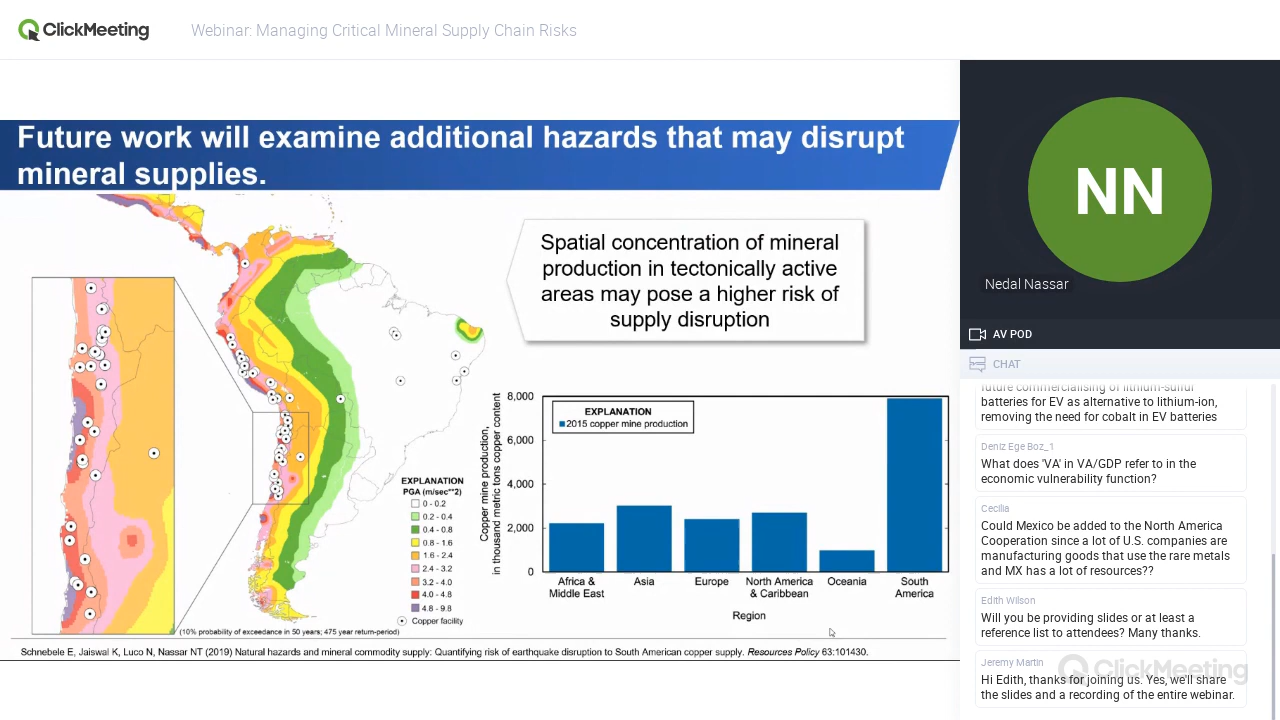 ClickMeeting
Webinar: Managing Critical Mineral Supply Chain Risks
Future work will examine additional hazards that may disrupt
mineral supplies.
Spatial concentration of mineral
production in tectonically active
areas may pose a higher risk of
supply disruption
EXPLANATION
PGA (m/sec**2)
0 - 0.2
0.2 - 0.4
0.4 - 0.8
0.8 - 1.6
1.6 - 2.4
2.4 - 3.2
3.2 - 4.0
4.0 - 4.8
4.8 - 9.8
Copper facility
(10% probability of exceedance in 50 years; 475 year return-period)
Copper mine production,
in thousand metric tons copper content
8,000
6,000
4,000
2,000
0
EXPLANATION
2015 copper mine production
Africa &
Middle East
Asia
Europe
North America
& Caribbean
Oceania
South
America
Region
Schnebele E, Jaiswal K, Luco N, Nassar NT (2019) Natural hazards and mineral commodity supply: Quantifying risk of earthquake disruption to South American copper supply. Resources Policy 63:101430.
NN
Nedal Nassar
AV POD
CHAT
future commercialising of lithium-sulfur
batteries for EV as alternative to lithium-ion,
removing the need for cobalt in EV batteries
Deniz Ege Boz_1
What does 'VA' in VA/GDP refer to in the
economic vulnerability function?
Cecilia
Could Mexico be added to the North America
Cooperation since a lot of U.S. companies are
manufacturing goods that use the rare metals
and MX has a lot of resources??
Edith Wilson
Will you be providing slides or at least a
reference list to attendees? Many thanks.
Jeremy Martin
Hi Edith, thanks for joining us. Yes, we'll share
the slides and a recording of the entire webinar.
ClickMeeting